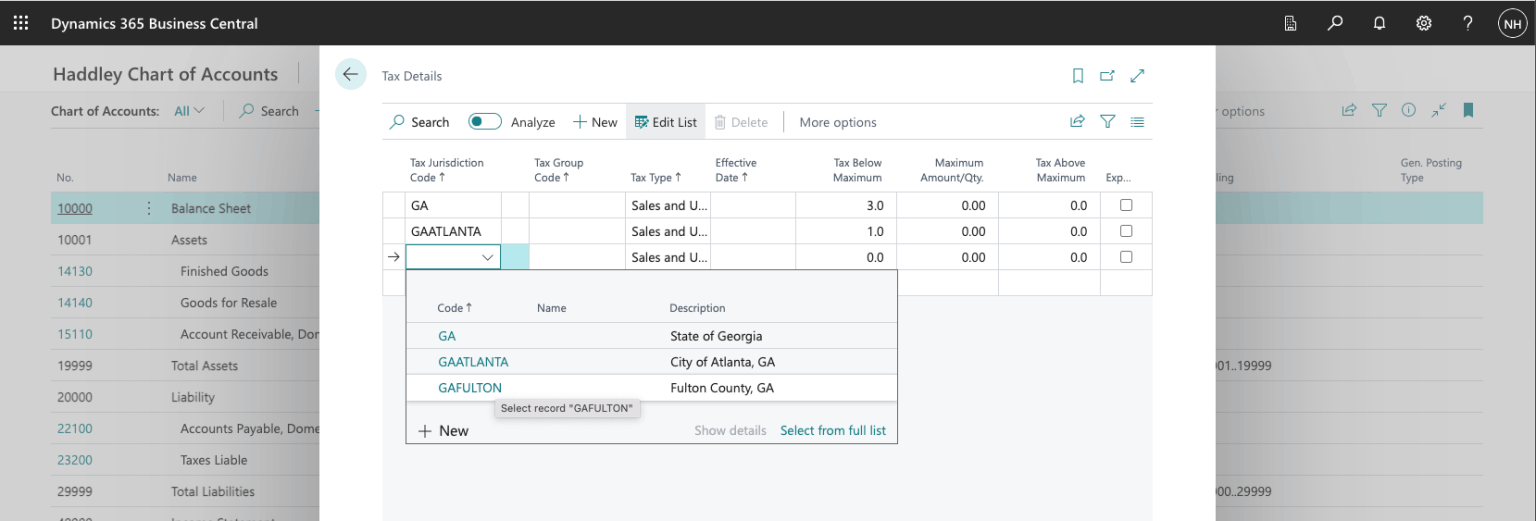 Dynamics 365 Business Central
NH
Haddley Chart of Accounts
Tax Details
Chart of Accounts: All
Search
options
Search Analyze New Edit List Delete More options
Tax Jurisdiction Code ↑ Tax Group Code ↑ Tax Type ↑ Effective Date ↑ Tax Below Maximum Maximum Amount/Qty. Tax Above Maximum Exp...
No. Name
Gen. Posting
Type
10000 Balance Sheet
GA Sales and U... 3.0 0.00 0.0
10001 Assets
GAATLANTA Sales and U... 1.0 0.00 0.0
Sales and U... 0.0 0.00 0.0
14130 Finished Goods
14140 Goods for Resale
Code ↑ Name Description
15110 Account Receivable, Dor
GA State of Georgia
19999 Total Assets
GAATLANTA City of Atlanta, GA
01..19999
20000 Liability
GAFULTON Fulton County, GA
Select record "GAFULTON"
22100 Accounts Payable, Dome
New Show details Select from full list
23200 Taxes Liable
29999 Total Liabilities
00..29999